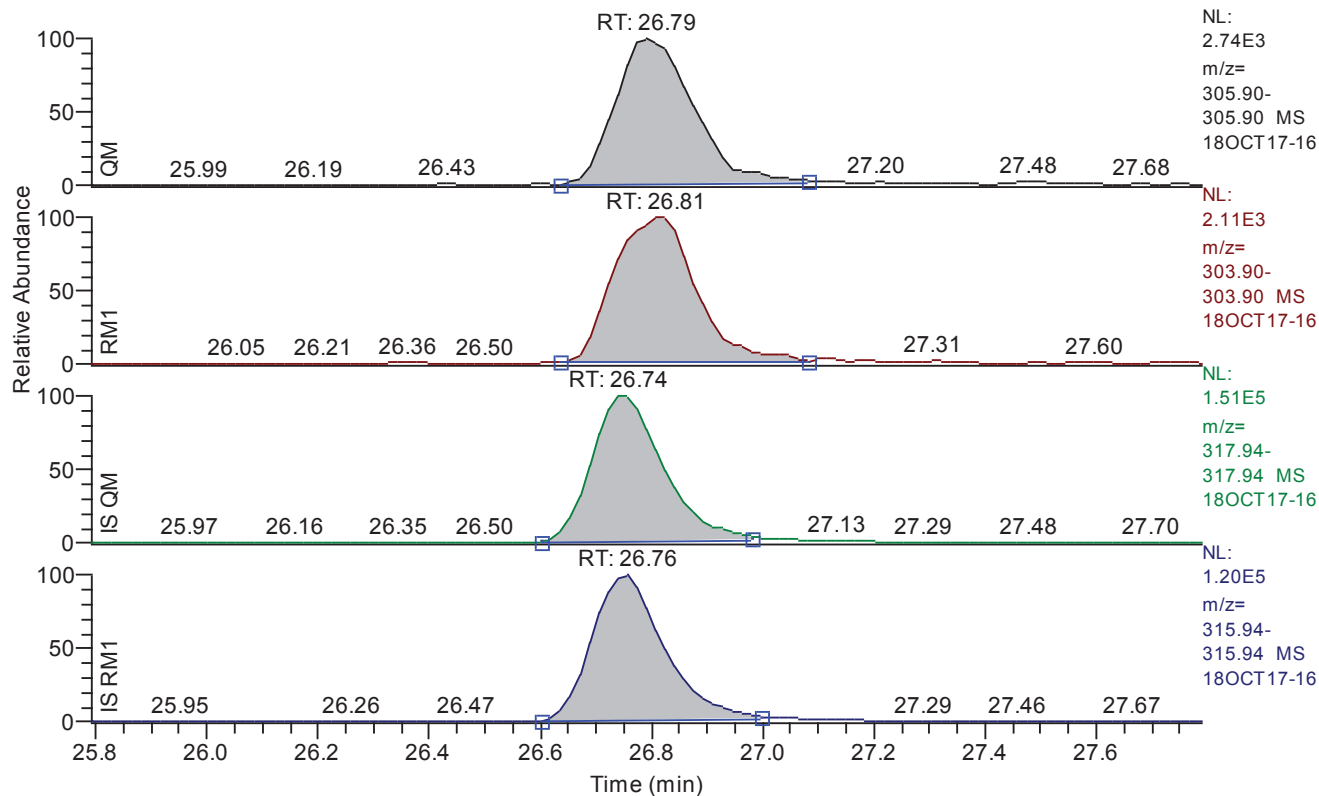 Relative Abundance
RT: 26.79
100
50
0
QM
25.99 26.19 26.43 27.20 27.48 27.68
NL:
2.74E3
m/z=
305.90-
305.90 MS
18OCT17-16
RT: 26.81
100
50
0
RM1
26.05 26.21 26.36 26.50 27.31 27.60
NL:
2.11E3
m/z=
303.90-
303.90 MS
18OCT17-16
RT: 26.74
100
50
0
IS QM
25.97 26.16 26.35 26.50 27.13 27.29 27.48 27.70
NL:
1.51E5
m/z=
317.94-
317.94 MS
18OCT17-16
RT: 26.76
100
50
0
IS RM1
25.95 26.26 26.47 27.29 27.46 27.67
NL:
1.20E5
m/z=
315.94-
315.94 MS
18OCT17-16
25.8 26.0 26.2 26.4 26.6 26.8 27.0 27.2 27.4 27.6
Time (min)